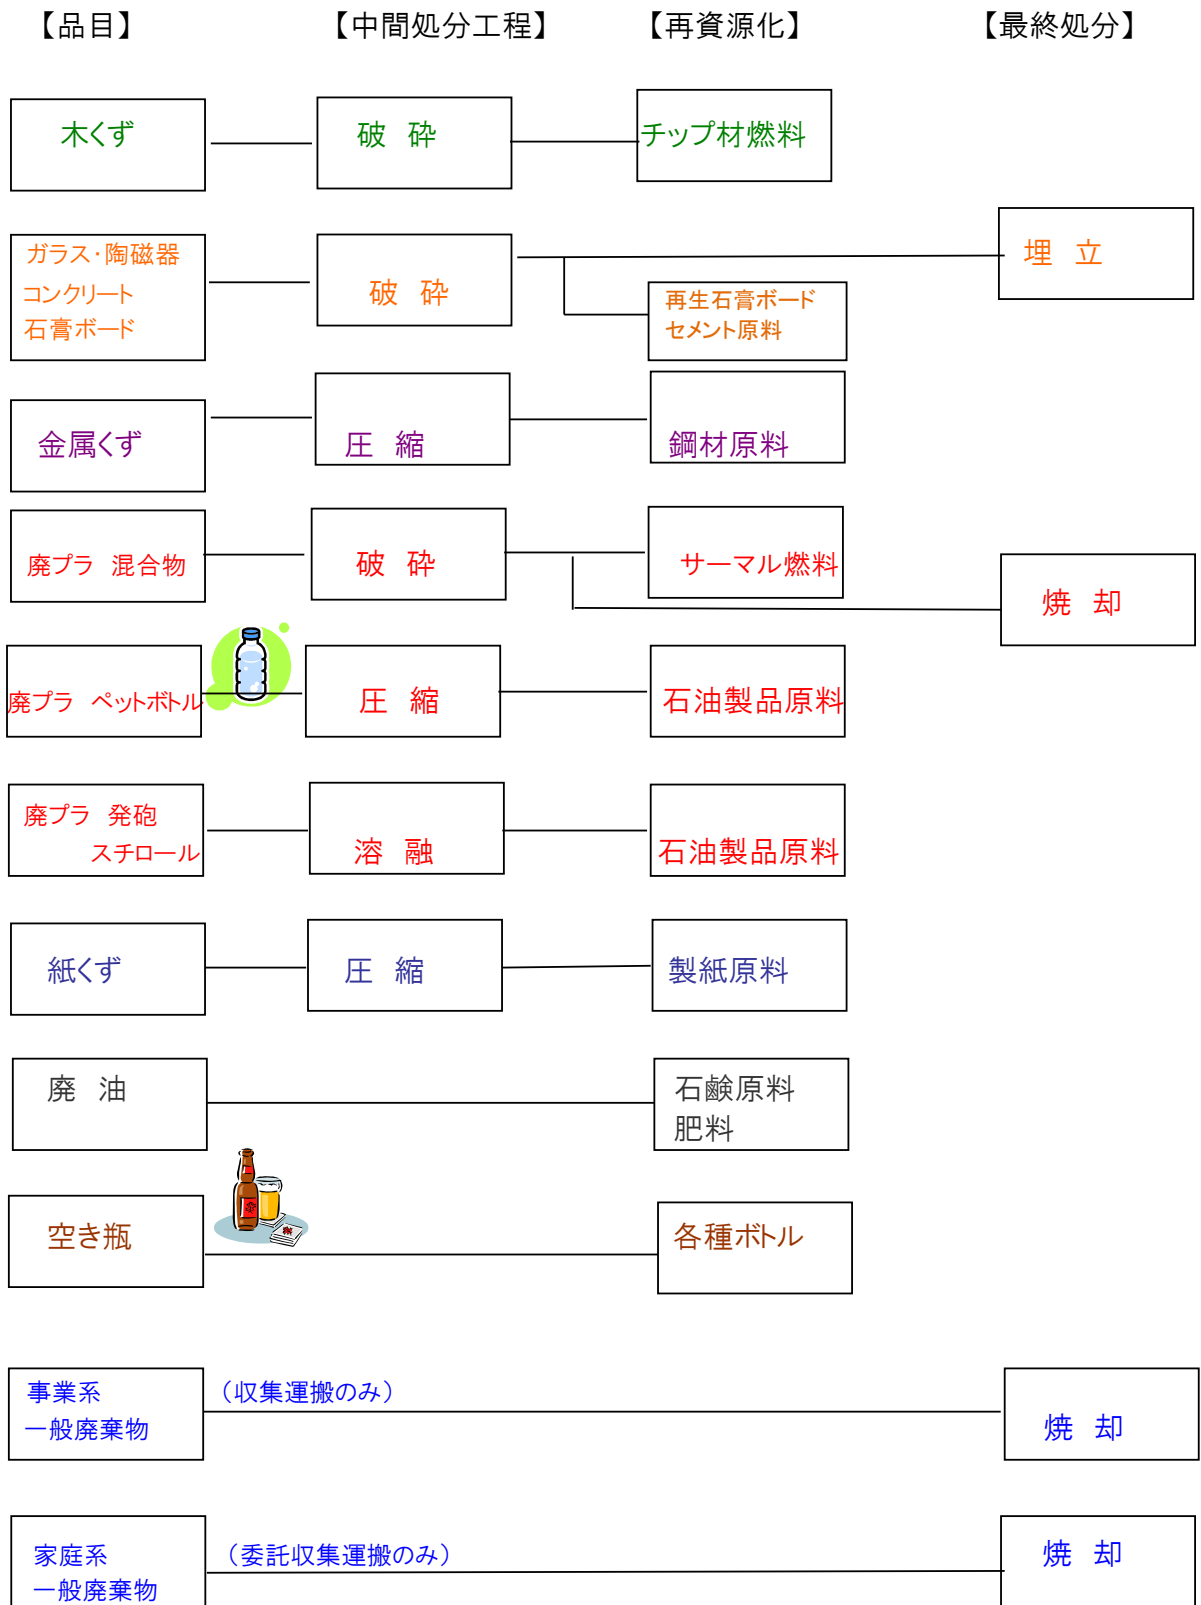 【品目】 【中間処分工程】 【再資源化】 【最終処分】
木くず 破 砕 チップ材燃料
ガラス・陶磁器
コンクリート
石膏ボード
破 砕
埋 立
再生石膏ボード
セメント原料
金属くず 圧 縮 鋼材原料
廃プラ 混合物 破 砕 サーマル燃料
焼 却
廃プラ ペットボトル 圧 縮 石油製品原料
廃プラ 発砲
スチロール
溶 融 石油製品原料
紙くず 圧 縮 製紙原料
廃 油
石鹸原料
肥料
空き瓶 各種ボトル
事業系
一般廃棄物
（収集運搬のみ）
焼 却
家庭系
一般廃棄物
（委託収集運搬のみ）
焼 却